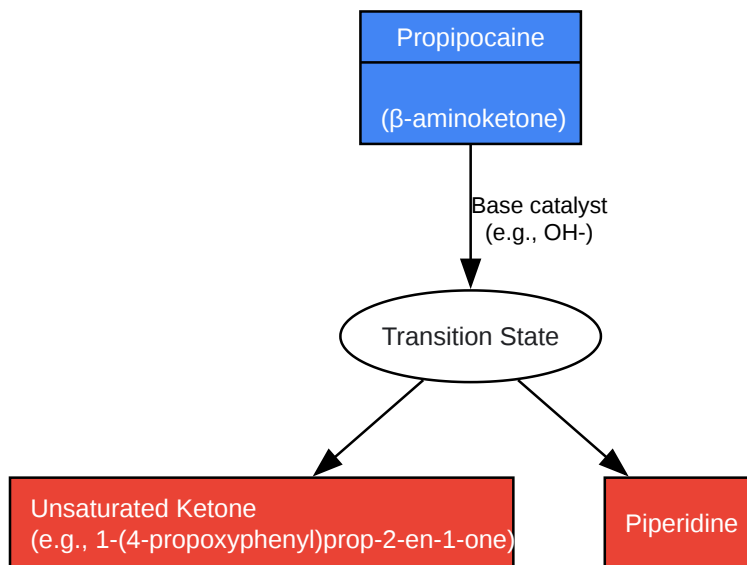 Propipocaine
(β-aminoketone)
Base catalyst
(e.g., OH-)
Transition State
Unsaturated Ketone
(e.g., 1-(4-propoxyphenyl)prop-2-en-1-one)
Piperidine